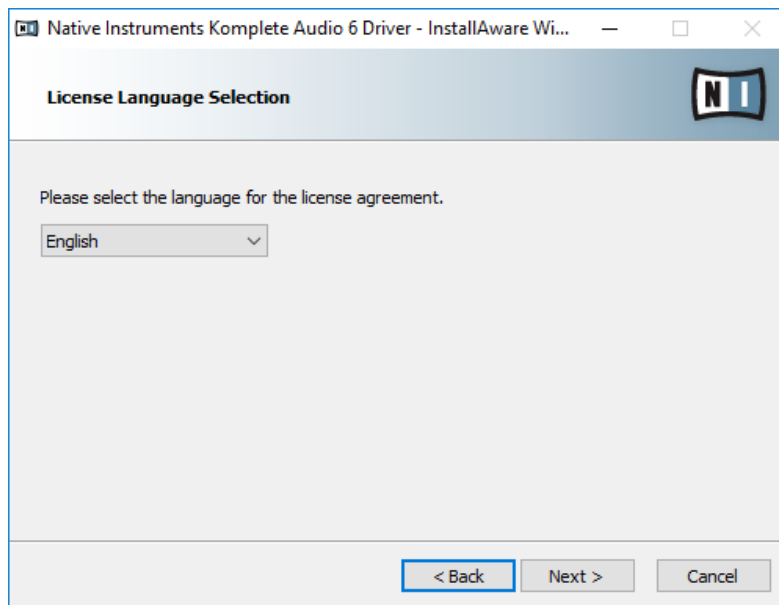 Native Instruments Komplete Audio 6 Driver - InstallAware Wi...
License Language Selection
NI
Please select the language for the license agreement.
English
< Back Next > Cancel